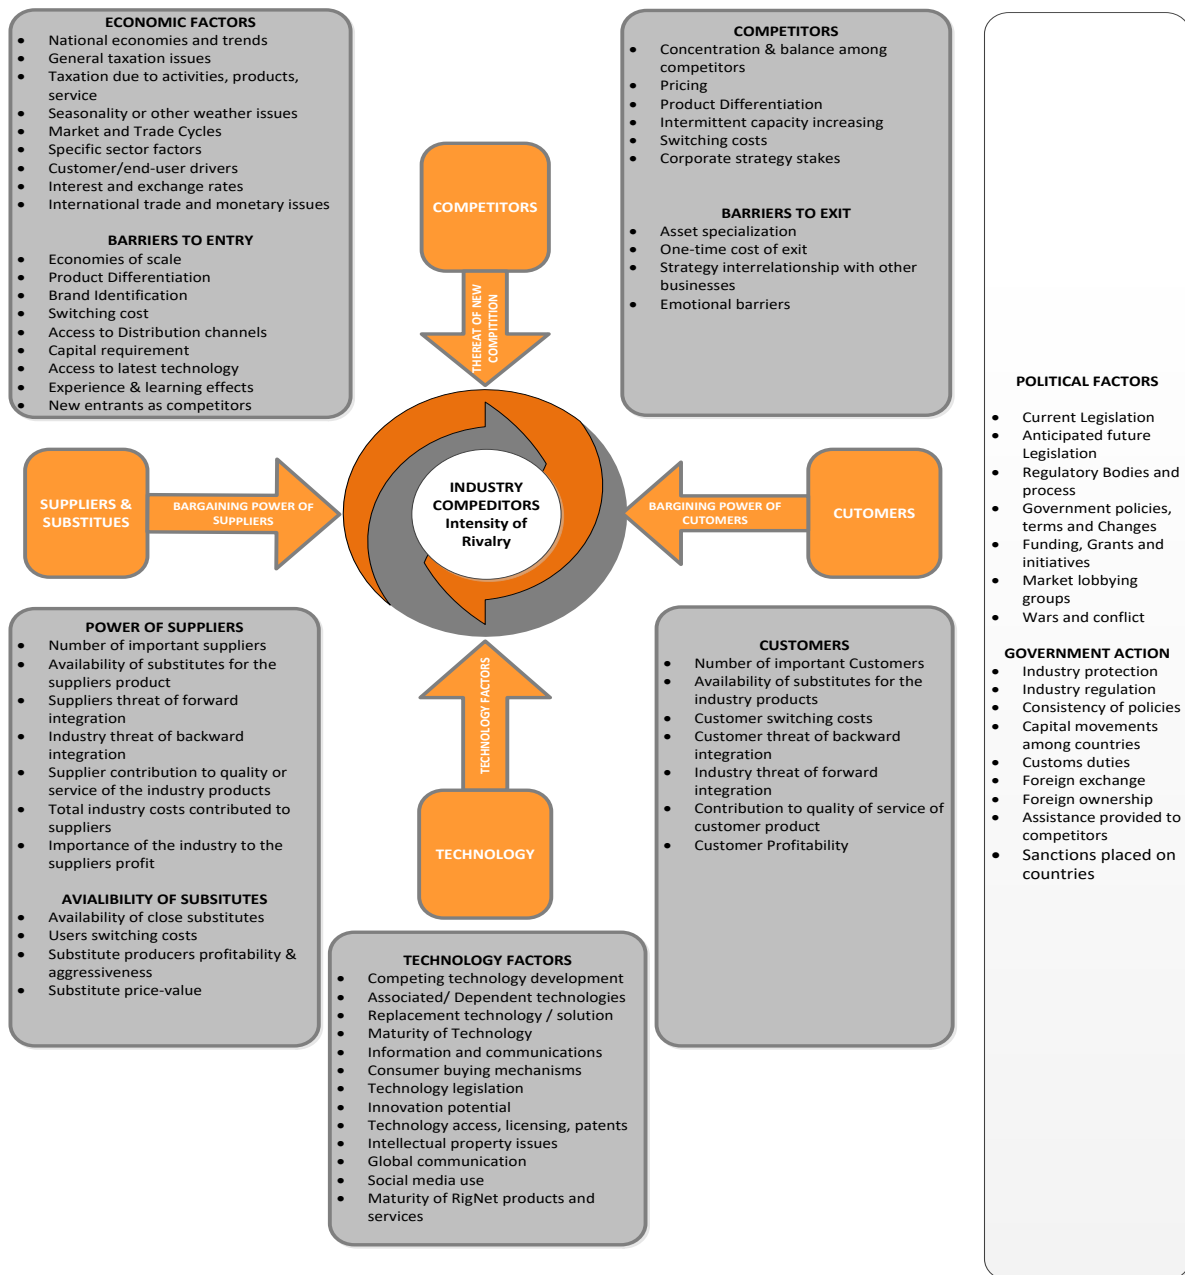 ECONOMIC FACTORS
• National economies and trends
• General taxation issues
• Taxation due to activities, products,
service
• Seasonality or other weather issues
• Market and Trade Cycles
• Specific sector factors
• Customer/end-user drivers
• Interest and exchange rates
• International trade and monetary issues
BARRIERS TO ENTRY
• Economies of scale
• Product Differentiation
• Brand Identification
• Switching cost
• Access to Distribution channels
• Capital requirement
• Access to latest technology
• Experience & learning effects
• New entrants as competitors
COMPETITORS
THEREAT OF NEW
COMPITITION
COMPETITORS
• Concentration & balance among
competitors
• Pricing
• Product Differentiation
• Intermittent capacity increasing
• Switching costs
• Corporate strategy stakes
BARRIERS TO EXIT
• Asset specialization
• One-time cost of exit
• Strategy interrelationship with other
businesses
• Emotional barriers
SUPPLIERS &
SUBSTITUES
BARGAINING POWER OF
SUPPLIERS
INDUSTRY
COMPEDITORS
Intensity of
Rivalry
BARGINING POWER OF
CUTOMERS
CUTOMERS
POWER OF SUPPLIERS
• Number of important suppliers
• Availability of substitutes for the
suppliers product
• Suppliers threat of forward
integration
• Industry threat of backward
integration
• Supplier contribution to quality or
service of the industry products
• Total industry costs contributed to
suppliers
• Importance of the industry to the
suppliers profit
AVIALIBILITY OF SUBSITUTES
• Availability of close substitutes
• Users switching costs
• Substitute producers profitability &
aggressiveness
• Substitute price-value
TECHNOLOGY FACTORS
TECHNOLOGY
TECHNOLOGY FACTORS
• Competing technology development
• Associated/ Dependent technologies
• Replacement technology / solution
• Maturity of Technology
• Information and communications
• Consumer buying mechanisms
• Technology legislation
• Innovation potential
• Technology access, licensing, patents
• Intellectual property issues
• Global communication
• Social media use
• Maturity of RigNet products and
services
CUSTOMERS
• Number of important Customers
• Availability of substitutes for the
industry products
• Customer switching costs
• Customer threat of backward
integration
• Industry threat of forward
integration
• Contribution to quality of service of
customer product
• Customer Profitability
POLITICAL FACTORS
• Current Legislation
• Anticipated future
Legislation
• Regulatory Bodies and
process
• Government policies,
terms and Changes
• Funding, Grants and
initiatives
• Market lobbying
groups
• Wars and conflict
GOVERNMENT ACTION
• Industry protection
• Industry regulation
• Consistency of policies
• Capital movements
among countries
• Customs duties
• Foreign exchange
• Foreign ownership
• Assistance provided to
competitors
• Sanctions placed on
countries